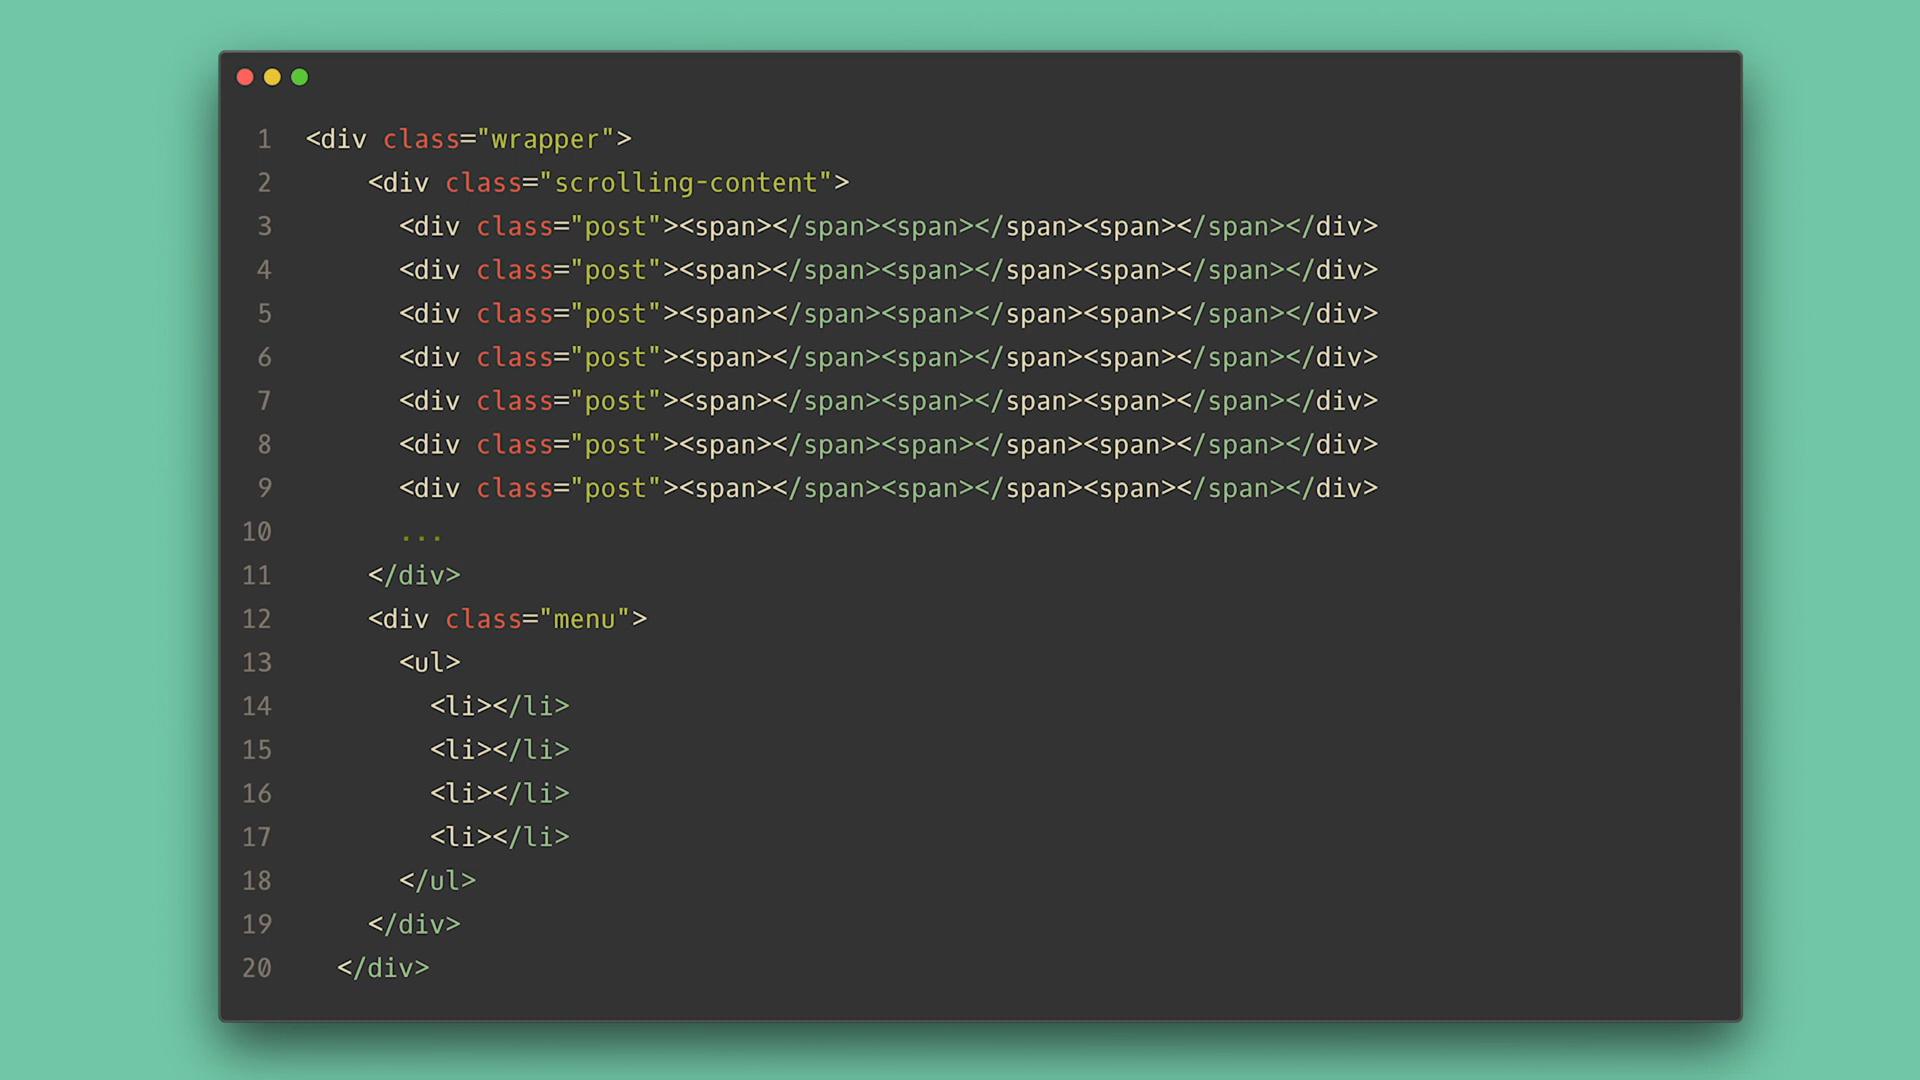 1 <div class="wrapper">
2 <div class="scrolling-content">
3 <div class="post"><span></span><span></span><span></span></div>
4 <div class="post"><span></span><span></span><span></span></div>
5 <div class="post"><span></span><span></span><span></span></div>
6 <div class="post"><span></span><span></span><span></span></div>
7 <div class="post"><span></span><span></span><span></span></div>
8 <div class="post"><span></span><span></span><span></span></div>
9 <div class="post"><span></span><span></span><span></span></div>
10 ...
11 </div>
12 <div class="menu">
13 <ul>
14 <li></li>
15 <li></li>
16 <li></li>
17 <li></li>
18 </ul>
19 </div>
20 </div>